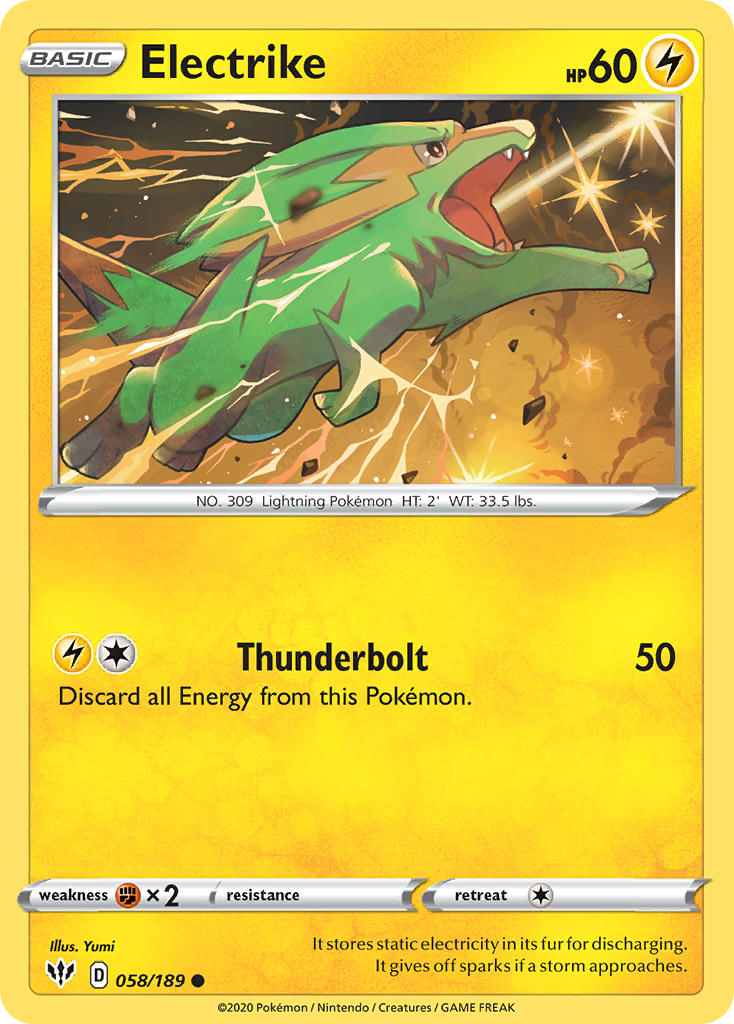 BASIC Electrike HP60
NO. 309 Lightning Pokémon HT: 2' WT: 33.5 lbs.
Thunderbolt 50
Discard all Energy from this Pokémon.
weakness ×2 resistance retreat
Illus. Yumi
It stores static electricity in its fur for discharging.
It gives off sparks if a storm approaches.
D 058/189
©2020 Pokémon / Nintendo / Creatures / GAME FREAK